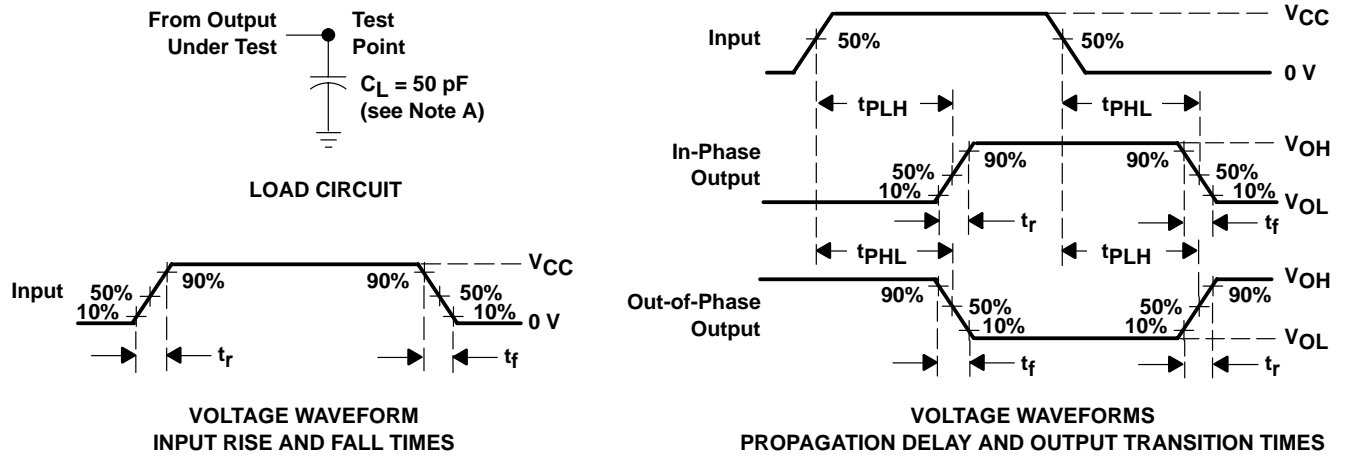 From Output
Under Test
Test
Point
CL = 50 pF
(see Note A)
LOAD CIRCUIT
Input
50%
10%
90%
90%
50%
10%
VCC
0 V
tr
tf
VOLTAGE WAVEFORM
INPUT RISE AND FALL TIMES
Input
50%
50%
VCC
0 V
tPLH
tPHL
In-Phase
Output
50%
10%
90%
90%
50%
10%
VOH
VOL
tr
tf
tPHL
tPLH
Out-of-Phase
Output
90%
50%
10%
50%
10%
90%
VOH
VOL
tf
tr
VOLTAGE WAVEFORMS
PROPAGATION DELAY AND OUTPUT TRANSITION TIMES